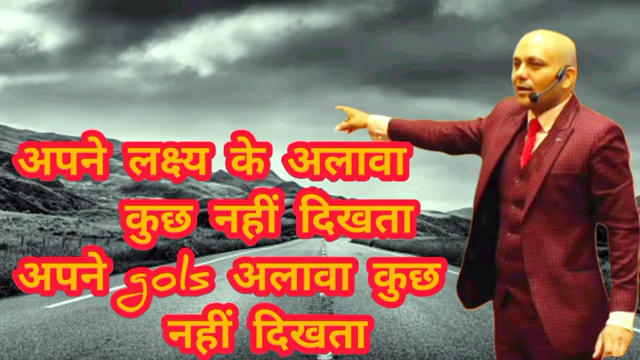 अपने लक्ष्य के अलावा
कुछ नहीं दिखता
अपने gols अलावा कुछ
नहीं दिखता